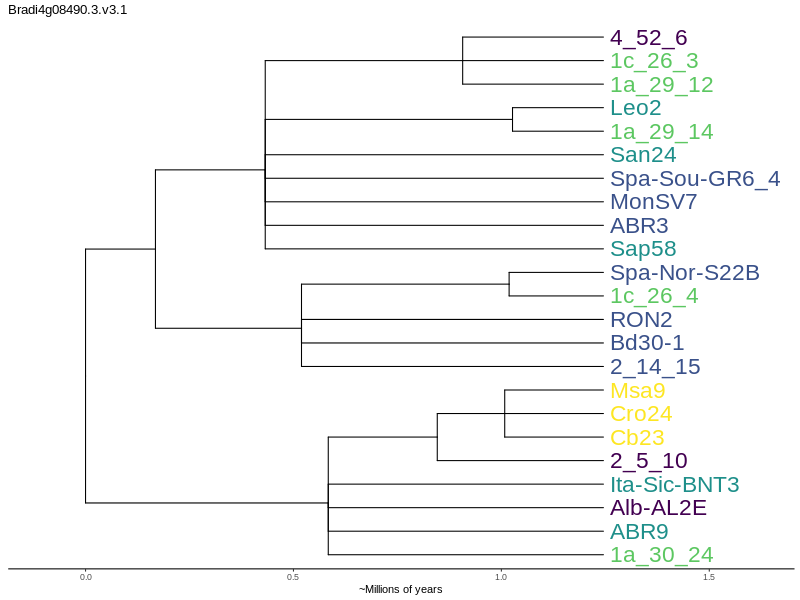 Bradi4g08490.3.v3.1
4_52_6
1c_26_3
1a_29_12
Leo2
1a_29_14
San24
Spa-Sou-GR6_4
MonSV7
ABR3
Sap58
Spa-Nor-S22B
1c_26_4
RON2
Bd30-1
2_14_15
Msa9
Cro24
Cb23
2_5_10
Ita-Sic-BNT3
Alb-AL2E
ABR9
1a_30_24
0.0 0.5 1.0 1.5
~Millions of years